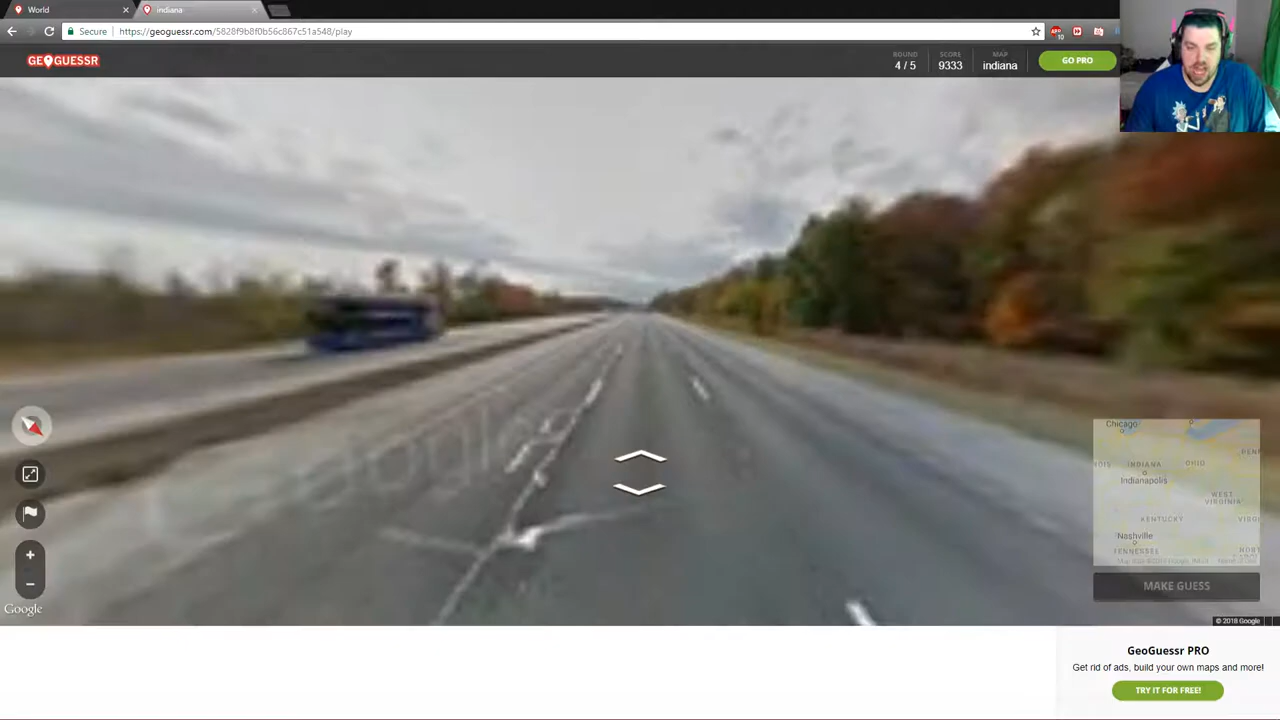 World
indiana
Secure
https://geoguessr.com/5828f9b8f0b56c867c51a548/play
10
GEOGUESSR
ROUND
4 / 5
SCORE
9333
MAP
indiana
GO PRO
Chicago
INDIANA
OHIO
Indianapolis
WEST
VIRGINIA
KENTUCKY
Nashville
TENNESSEE
MAKE GUESS
Google
© 2018 Google
GeoGuessr PRO
Get rid of ads, build your own maps and more!
TRY IT FOR FREE!